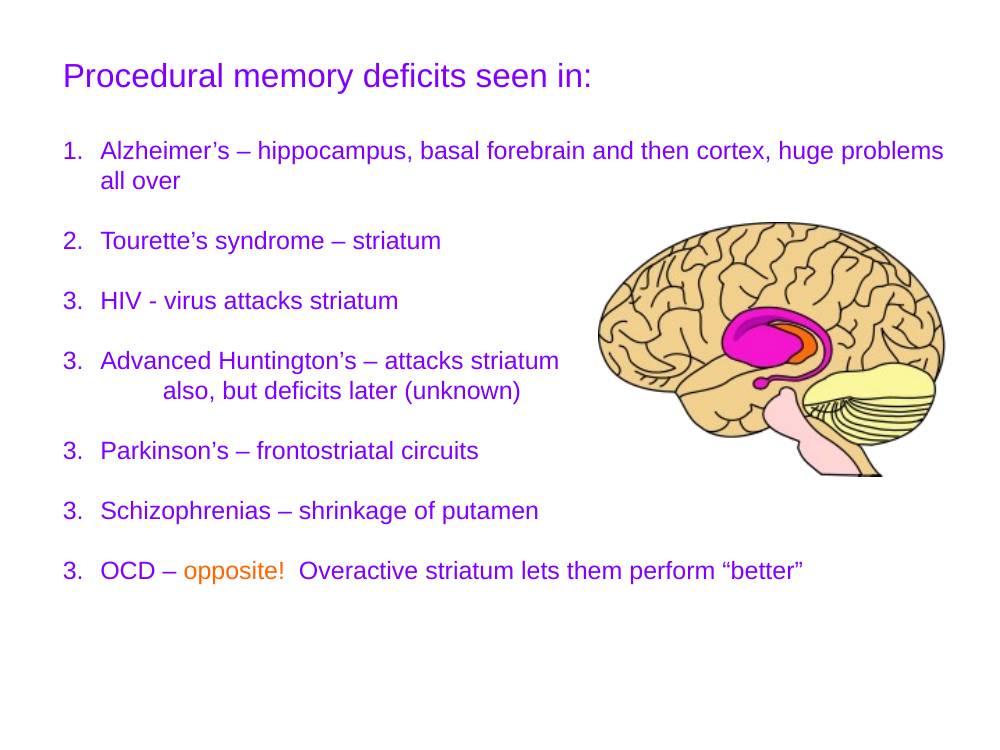 Procedural memory deficits seen in:
1. Alzheimer’s – hippocampus, basal forebrain and then cortex, huge problems
all over
2. Tourette’s syndrome – striatum
3. HIV - virus attacks striatum
3. Advanced Huntington’s – attacks striatum
also, but deficits later (unknown)
3. Parkinson’s – frontostriatal circuits
3. Schizophrenias – shrinkage of putamen
3. OCD – opposite!  Overactive striatum lets them perform “better”